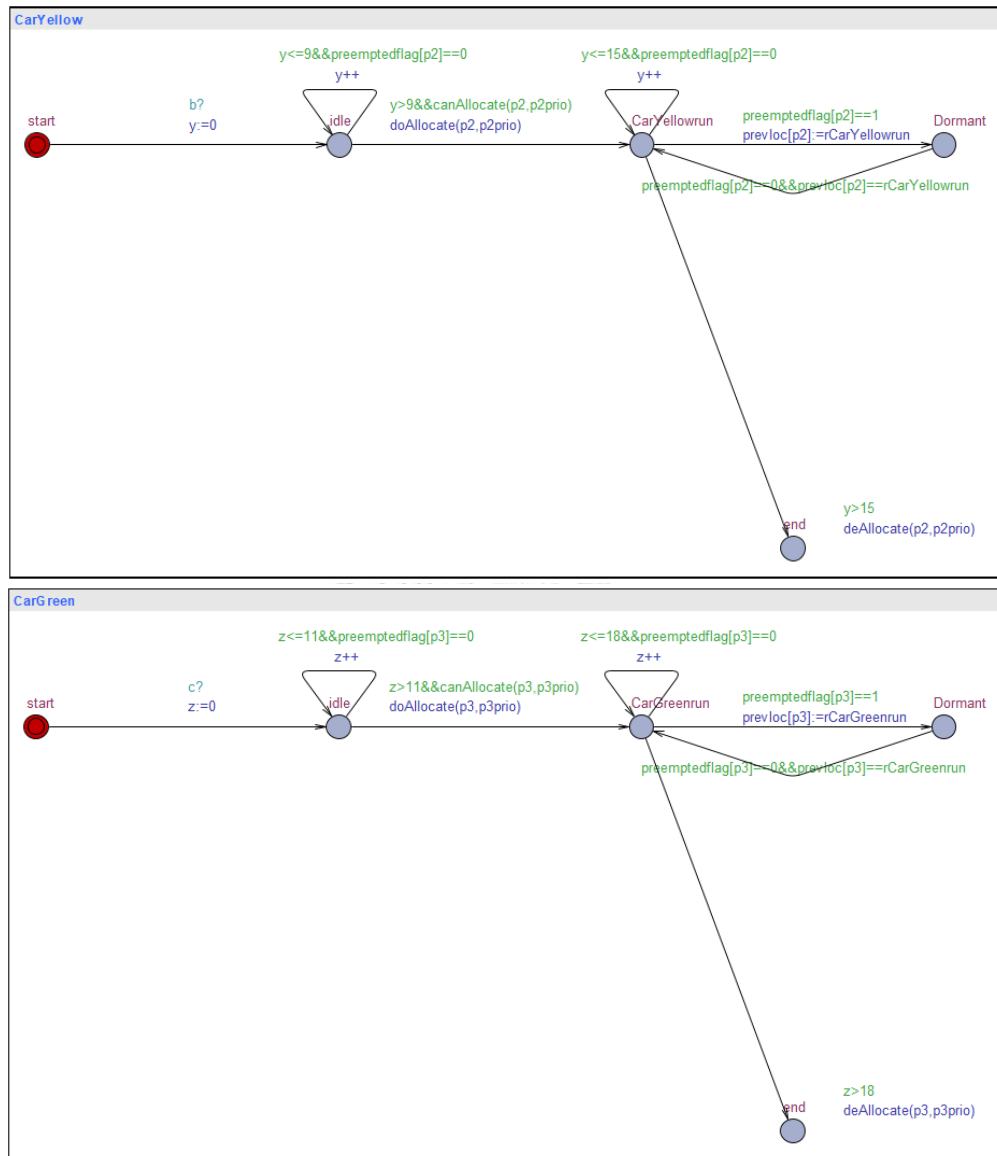 CarYellow
y<=9&&preemptedflag[p2]==0
y++
y<=15&&preemptedflag[p2]==0
y++
b?
y:=0
y>9&&canAllocate(p2,p2prio)
doAllocate(p2,p2prio)
preemptedflag[p2]==1
prevloc[p2]:=rCarYellowrun
start
idle
CarYellowrun
Dormant
preemptedflag[p2]==0&&prevloc[p2]==rCarYellowrun
y>15
deAllocate(p2,p2prio)
end
CarGreen
z<=11&&preemptedflag[p3]==0
z++
z<=18&&preemptedflag[p3]==0
z++
c?
z:=0
z>11&&canAllocate(p3,p3prio)
doAllocate(p3,p3prio)
preemptedflag[p3]==1
prevloc[p3]:=rCarGreenrun
start
idle
CarGreenrun
Dormant
preemptedflag[p3]==0&&prevloc[p3]==rCarGreenrun
z>18
deAllocate(p3,p3prio)
end